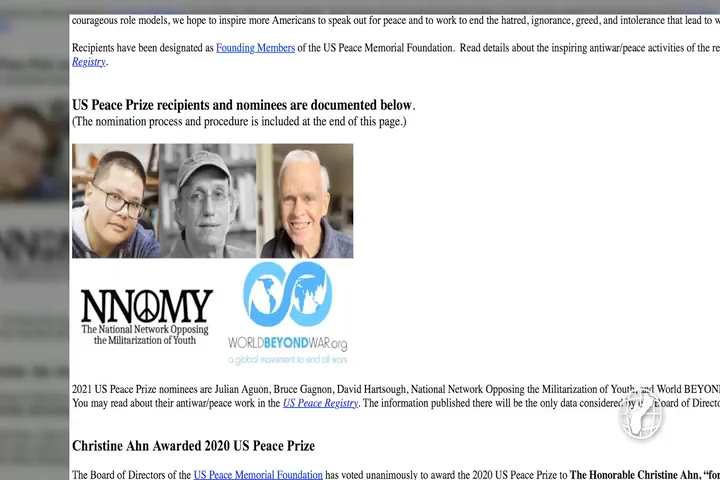 courageous role models, we hope to inspire more Americans to speak out for peace and to work to end the hatred, ignorance, greed, and intolerance that lead to
Recipients have been designated as Founding Members of the US Peace Memorial Foundation. Read details about the inspiring antiwar/peace activities of the
Registry.
US Peace Prize recipients and nominees are documented below.
(The nomination process and procedure is included at the end of this page.)
NNOMY
The National Network Opposing
the Militarization of Youth
WORLDBEYONDWAR.org
a global movement to end all wars
2021 US Peace Prize nominees are Julian Aguon, Bruce Gagnon, David Hartsough, National Network Opposing the Militarization of Youth, and World BEYON
You may read about their antiwar/peace work in the US Peace Registry. The information published there will be the only data considered by the Board of Directo
Christine Ahn Awarded 2020 US Peace Prize
The Board of Directors of the US Peace Memorial Foundation has voted unanimously to award the 2020 US Peace Prize to The Honorable Christine Ahn, “for